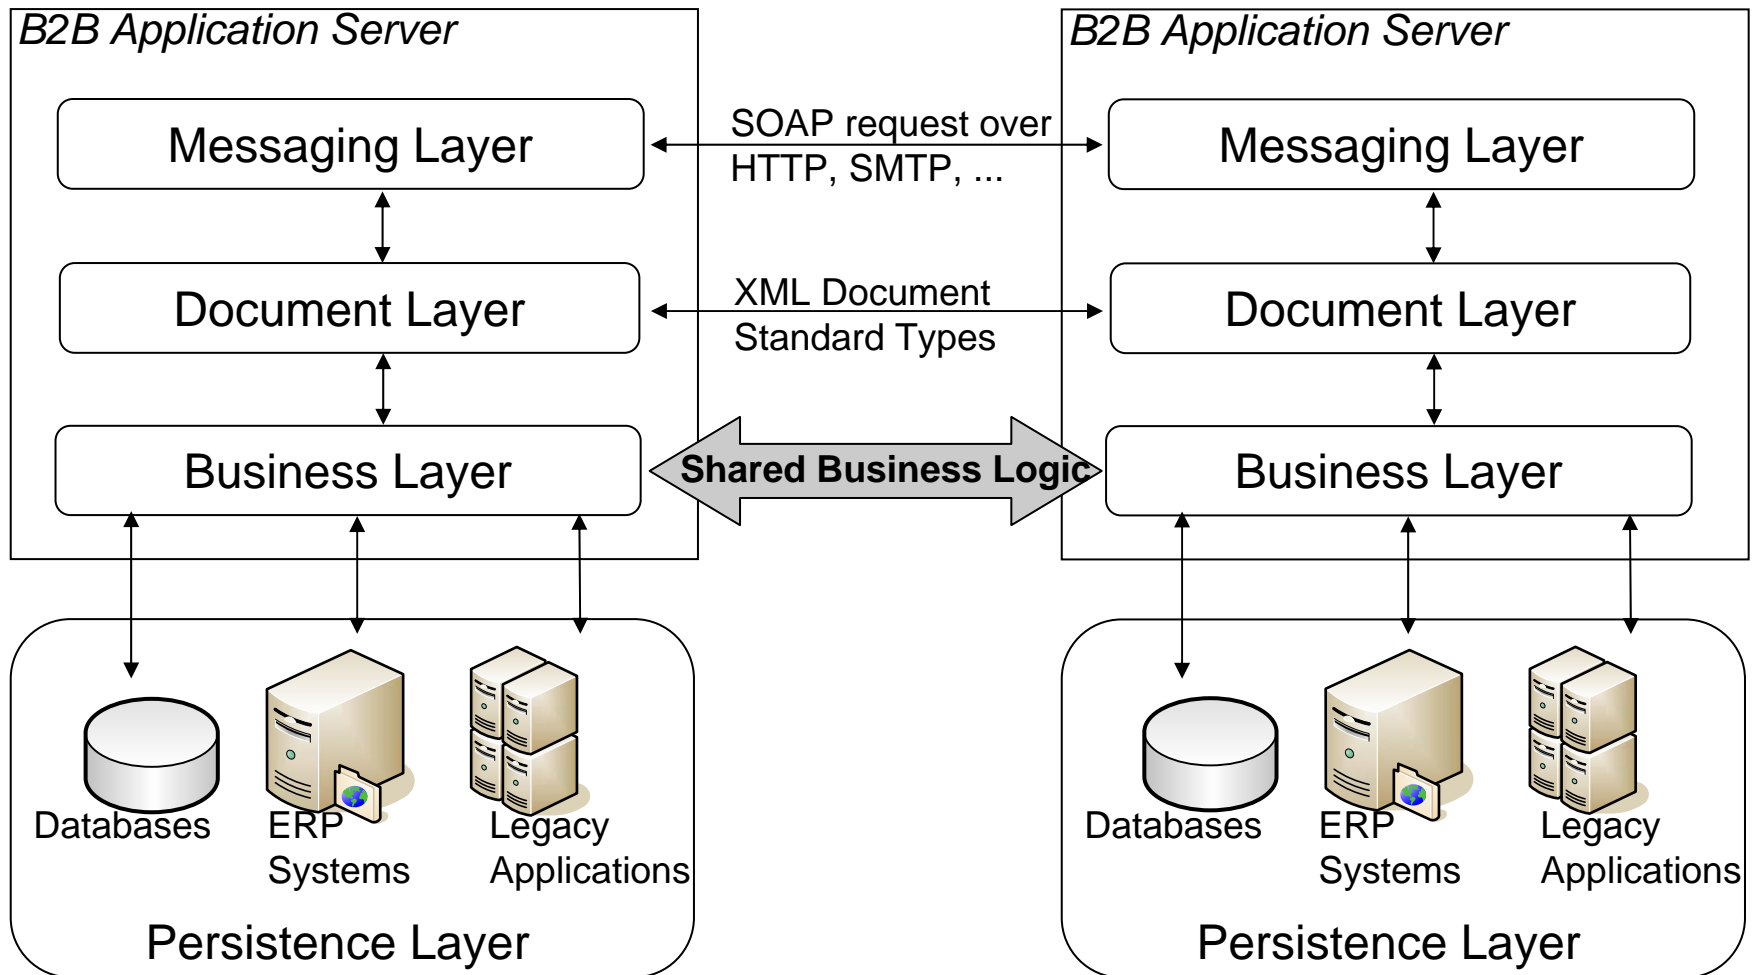 B2B Application Server
Messaging Layer
Document Layer
Business Layer
SOAP request over
HTTP, SMTP, ...
XML Document
Standard Types
Shared Business Logic
B2B Application Server
Messaging Layer
Document Layer
Business Layer
Databases
ERP
Systems
Legacy
Applications
Persistence Layer
Databases
ERP
Systems
Legacy
Applications
Persistence Layer